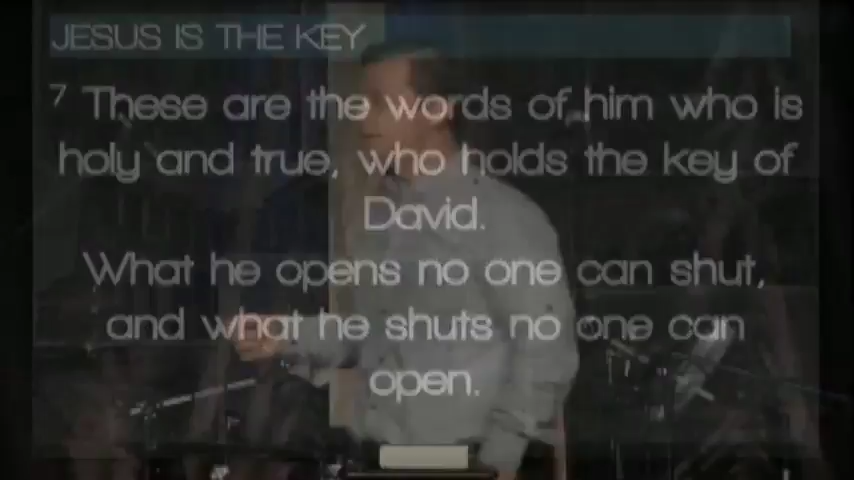 JESUS IS THE KEY
7 These are the words of him who is
holy and true, who holds the key of
David.
What he opens no one can shut,
and what he shuts no one can
open.